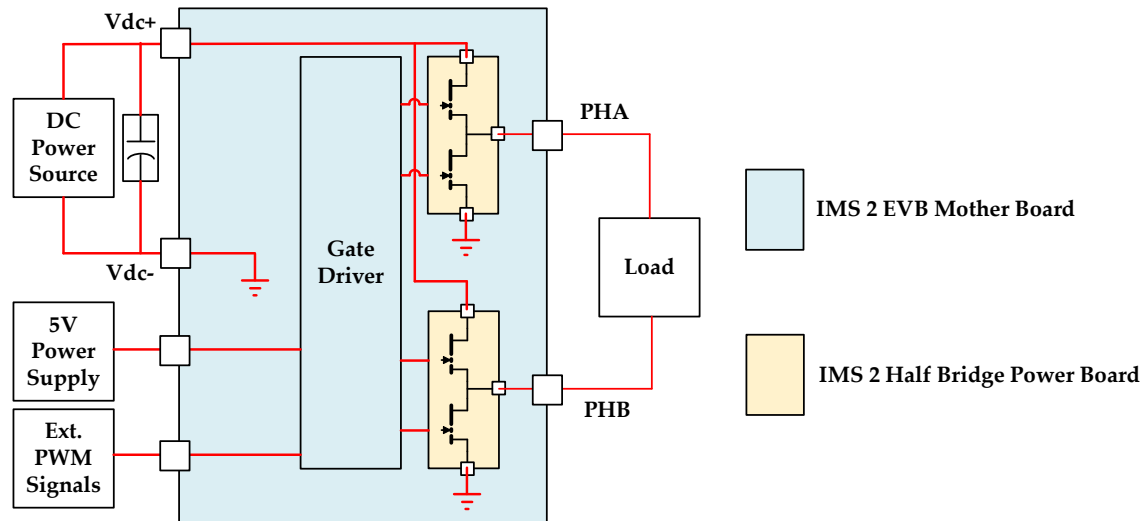 Vdc+
DC
Power
Source
Vdc-
5V
Power
Supply
Ext.
PWM
Signals
Gate
Driver
PHA
Load
PHB
IMS 2 EVB Mother Board
IMS 2 Half Bridge Power Board